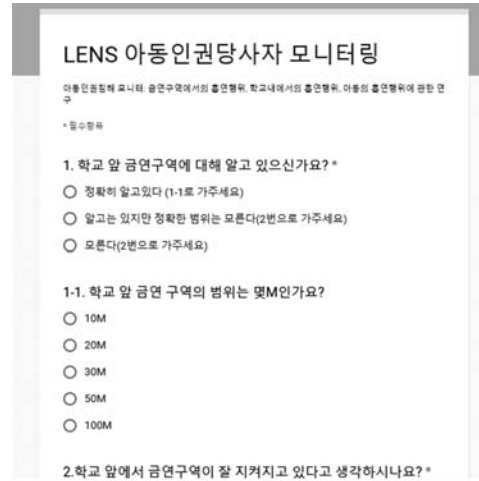 LENS 아동인권당사자 모니터링
아동인권침해 모니터: 금연구역에서의 흡연행위, 학교내에서의 흡연행위, 아동의 흡연행위에 관한 연
구
* 필수항목
1. 학교 앞 금연구역에 대해 알고 있으신가요? *
정확히 알고있다 (1-1로 가주세요)
알고는 있지만 정확한 범위는 모른다(2번으로 가주세요)
모른다(2번으로 가주세요)
1-1. 학교 앞 금연 구역의 범위는 몇M인가요?
10M
20M
30M
50M
100M
2.학교 앞에서 금연구역이 잘 지켜지고 있다고 생각하시나요? *